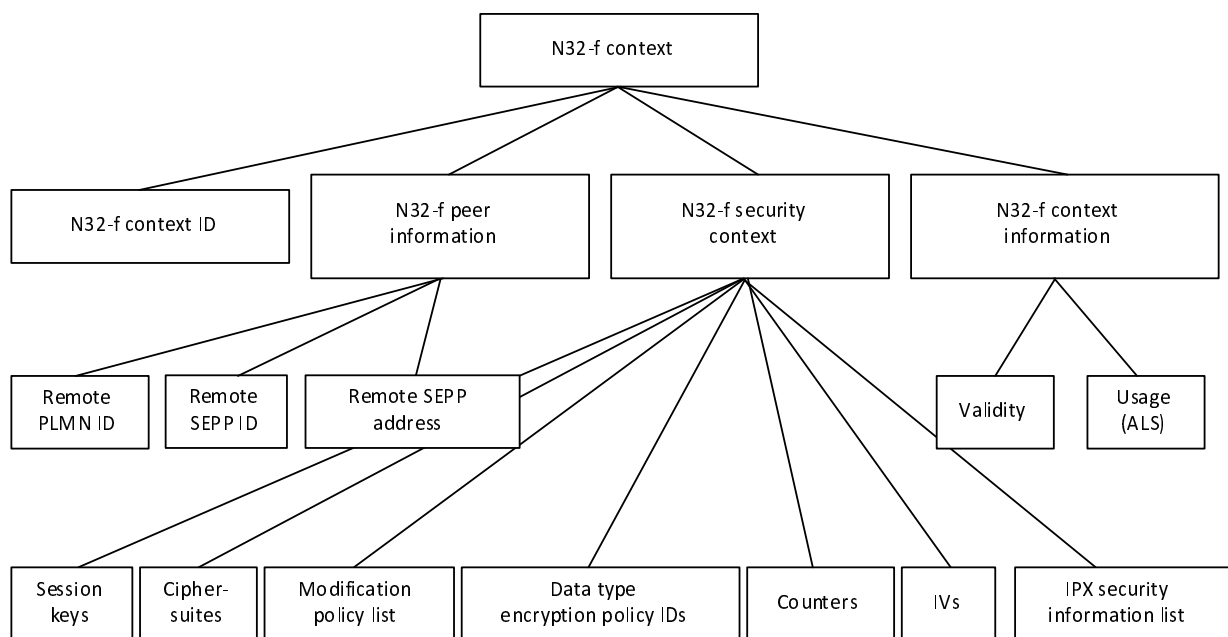 N32-f context
N32-f context ID
N32-f peer
information
N32-f security
context
N32-f context
information
Remote
PLMN ID
Remote
SEPP ID
Remote SEPP
address
Validity
Usage
(ALS)
Session
keys
Cipher-
suites
Modification
policy list
Data type
encryption policy IDs
Counters
IVs
IPX security
information list